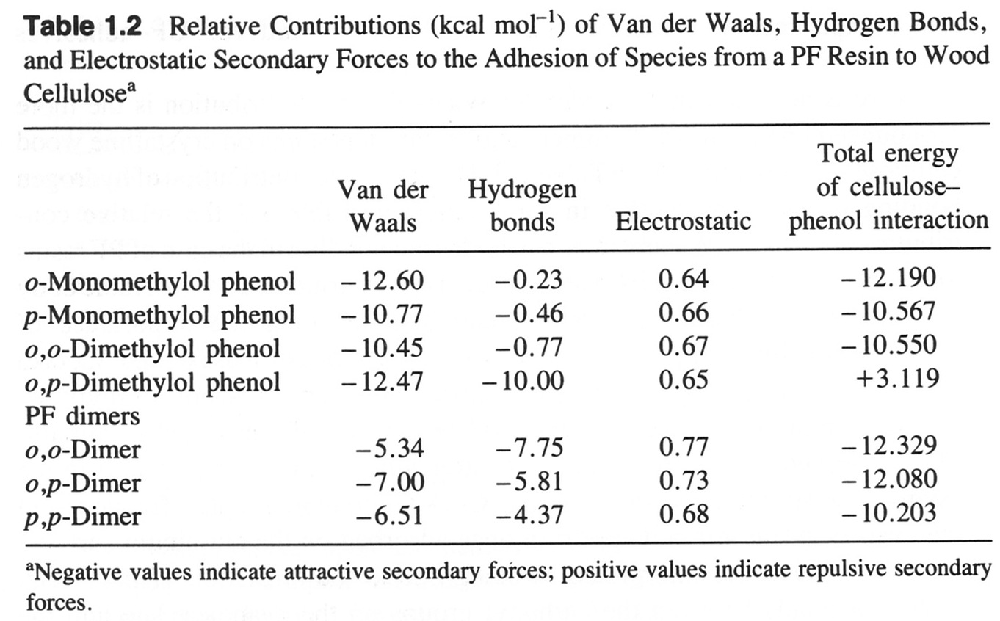 Table 1.2 Relative Contributions (kcal mol⁻¹) of Van der Waals, Hydrogen Bonds,
and Electrostatic Secondary Forces to the Adhesion of Species from a PF Resin to Wood
Celluloseᵃ
Total energy
Van der Hydrogen of cellulose–
Waals bonds Electrostatic phenol interaction
o-Monomethylol phenol −12.60 −0.23 0.64 −12.190
p-Monomethylol phenol −10.77 −0.46 0.66 −10.567
o,o-Dimethylol phenol −10.45 −0.77 0.67 −10.550
o,p-Dimethylol phenol −12.47 −10.00 0.65 +3.119
PF dimers
o,o-Dimer −5.34 −7.75 0.77 −12.329
o,p-Dimer −7.00 −5.81 0.73 −12.080
p,p-Dimer −6.51 −4.37 0.68 −10.203
ᵃNegative values indicate attractive secondary forces; positive values indicate repulsive secondary
forces.